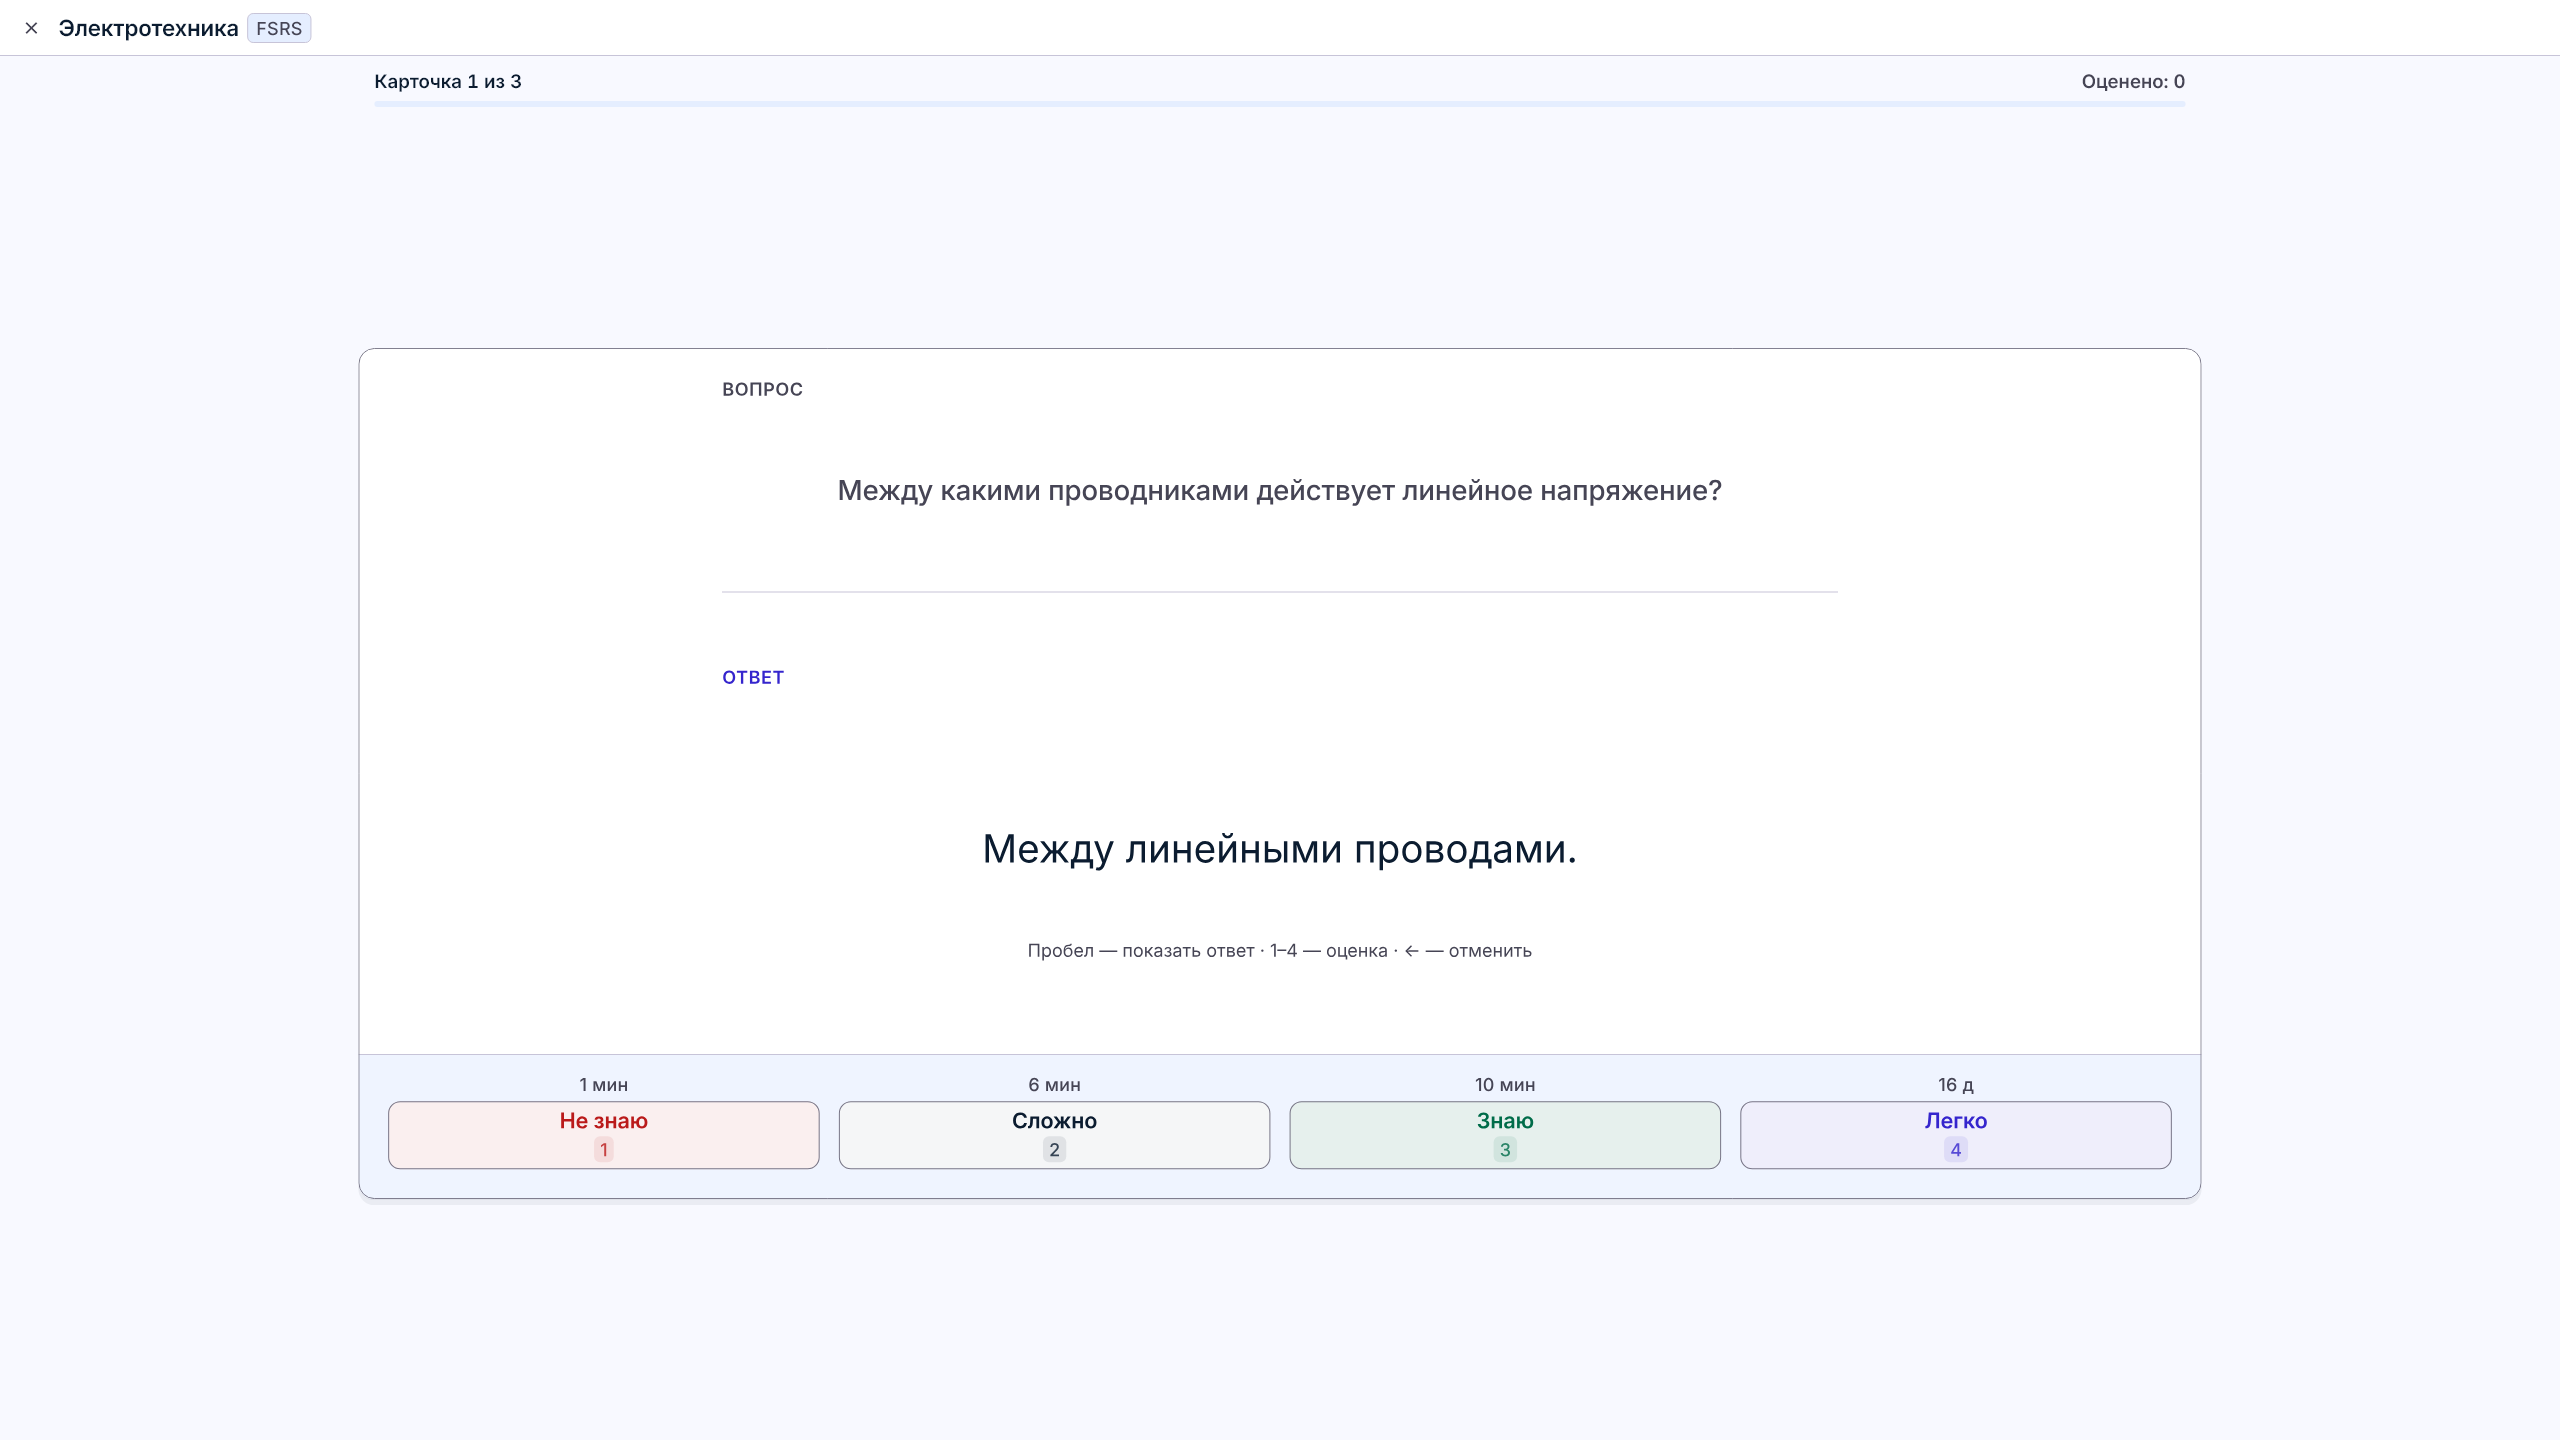 × Электротехника FSRS
Карточка 1 из 3
Оценено: 0
ВОПРОС
Между какими проводниками действует линейное напряжение?
ОТВЕТ
Между линейными проводами.
Пробел — показать ответ · 1–4 — оценка · ← — отменить
1 мин
Не знаю
1
6 мин
Сложно
2
10 мин
Знаю
3
16 д
Легко
4